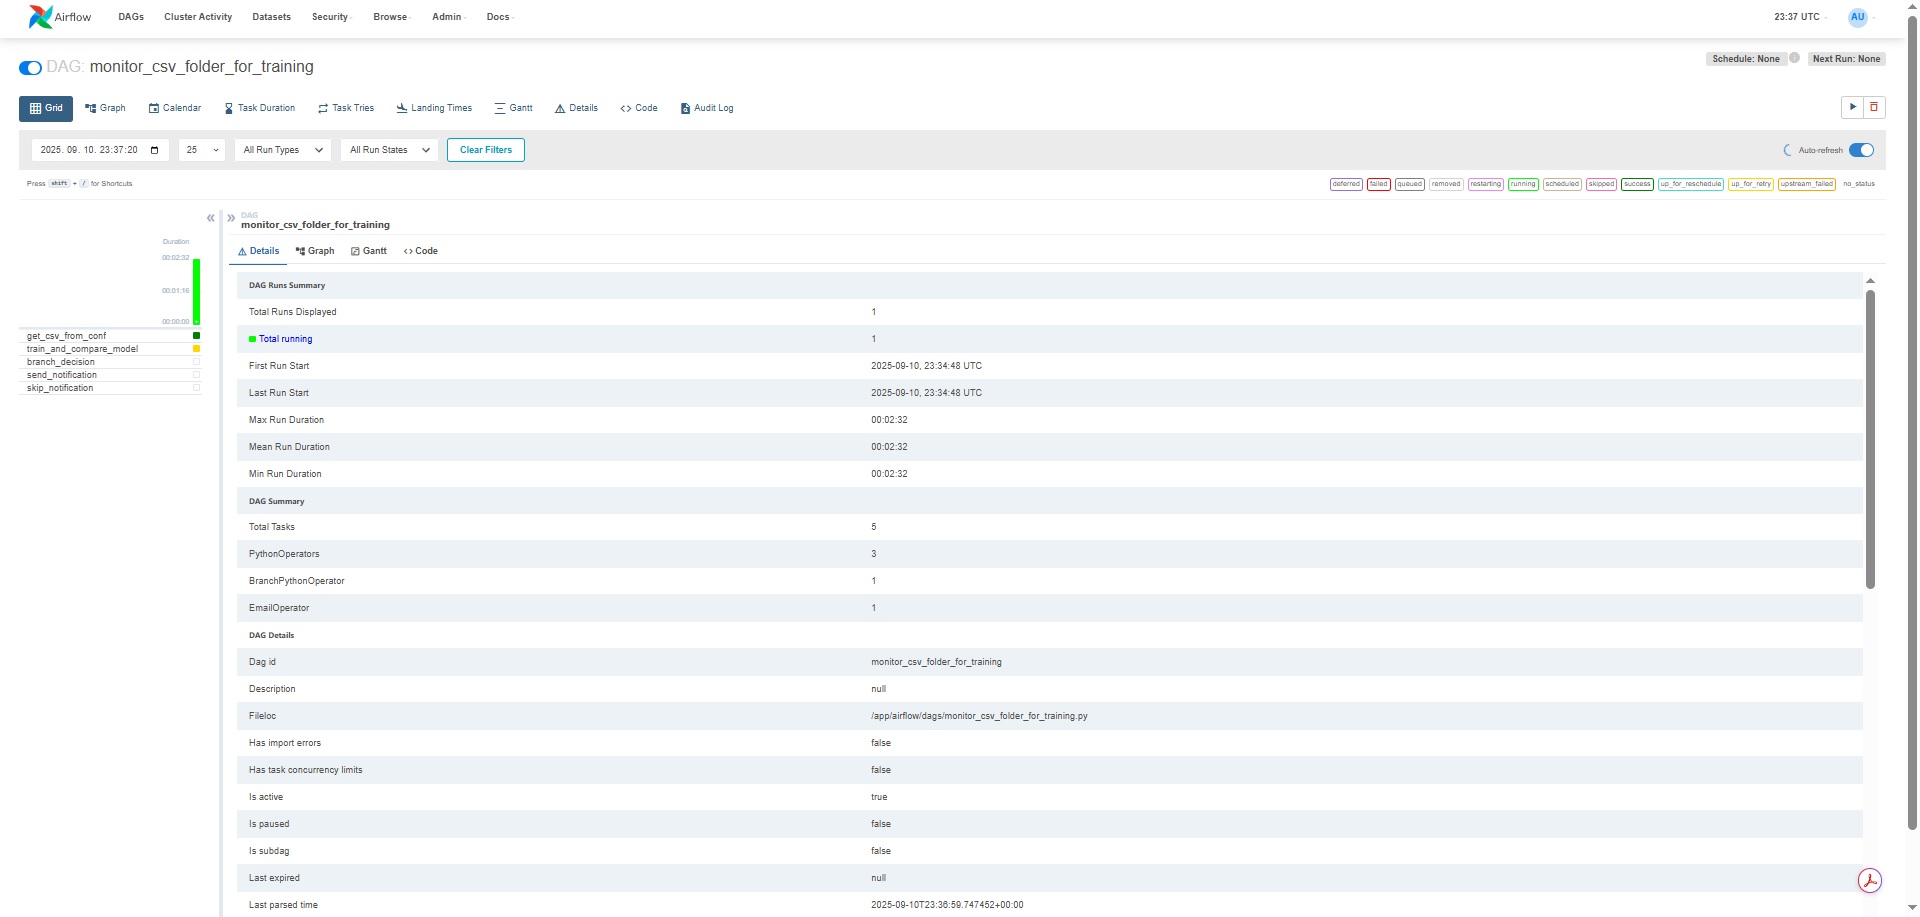 Airflow DAGs Cluster Activity Datasets Security Browse Admin Docs 23:37 UTC AU
DAG: monitor_csv_folder_for_training Schedule: None Next Run: None
Grid Graph Calendar Task Duration Task Tries Landing Times Gantt Details Code Audit Log
2025. 09. 10. 23:37:20 25 All Run Types All Run States Clear Filters Auto-refresh
Press shift + / for Shortcuts deferred failed queued removed restarting running scheduled skipped success up_for_reschedule up_for_retry upstream_failed no_status
DAG
monitor_csv_folder_for_training
Duration
00:02:32
00:01:16
00:00:00
get_csv_from_conf
train_and_compare_model
branch_decision
send_notification
skip_notification
Details Graph Gantt Code
DAG Runs Summary
Total Runs Displayed 1
Total running 1
First Run Start 2025-09-10, 23:34:48 UTC
Last Run Start 2025-09-10, 23:34:48 UTC
Max Run Duration 00:02:32
Mean Run Duration 00:02:32
Min Run Duration 00:02:32
DAG Summary
Total Tasks 5
PythonOperators 3
BranchPythonOperator 1
EmailOperator 1
DAG Details
Dag id monitor_csv_folder_for_training
Description null
Fileloc /app/airflow/dags/monitor_csv_folder_for_training.py
Has import errors false
Has task concurrency limits false
Is active true
Is paused false
Is subdag false
Last expired null
Last parsed time 2025-09-10T23:36:59.747452+00:00